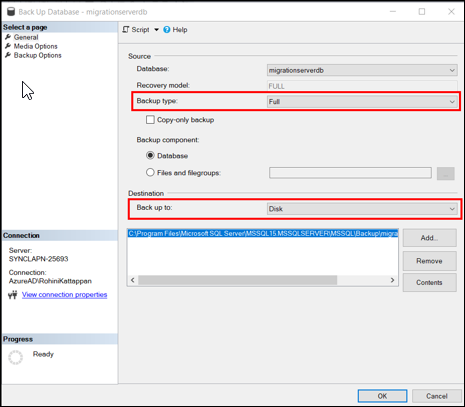 Back Up Database - migrationserverdb
Select a page
General
Media Options
Backup Options
Script
Help
Source
Database:
migrationserverdb
Recovery model:
FULL
Backup type:
Full
Copy-only backup
Backup component:
Database
Files and filegroups:
...
Destination
Back up to:
Disk
C:\Program Files\Microsoft SQL Server\MSSQL15.MSSQLSERVER\MSSQL\Backup\migra
Add...
Remove
Contents
Connection
Server:
SYNCLAPN-25693
Connection:
AzureAD\RohiniKattappan
View connection properties
Progress
Ready
OK
Cancel